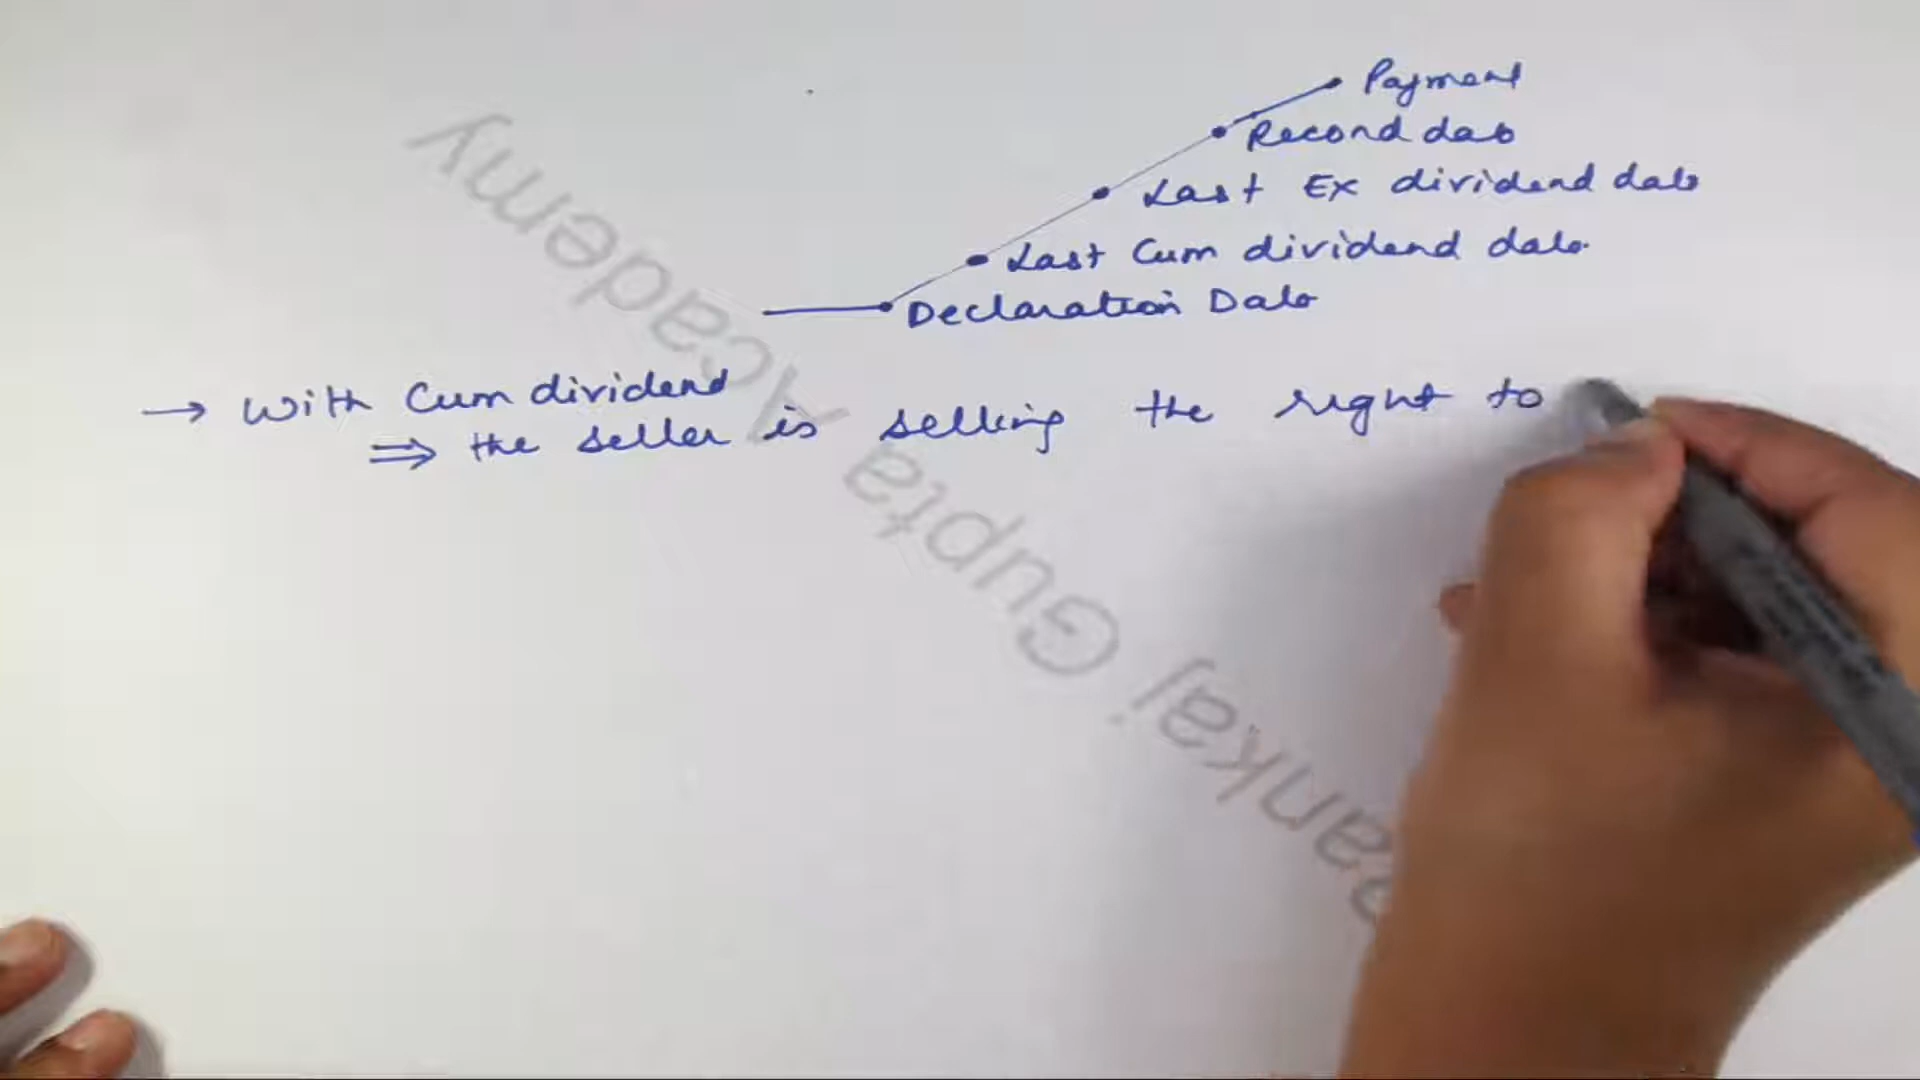 Payment
Record date
Last Ex dividend date
Last Cum dividend date
Declaration Date
→ With Cum dividend
⇒ the seller is selling the right to
Pankaj Gupta Academy